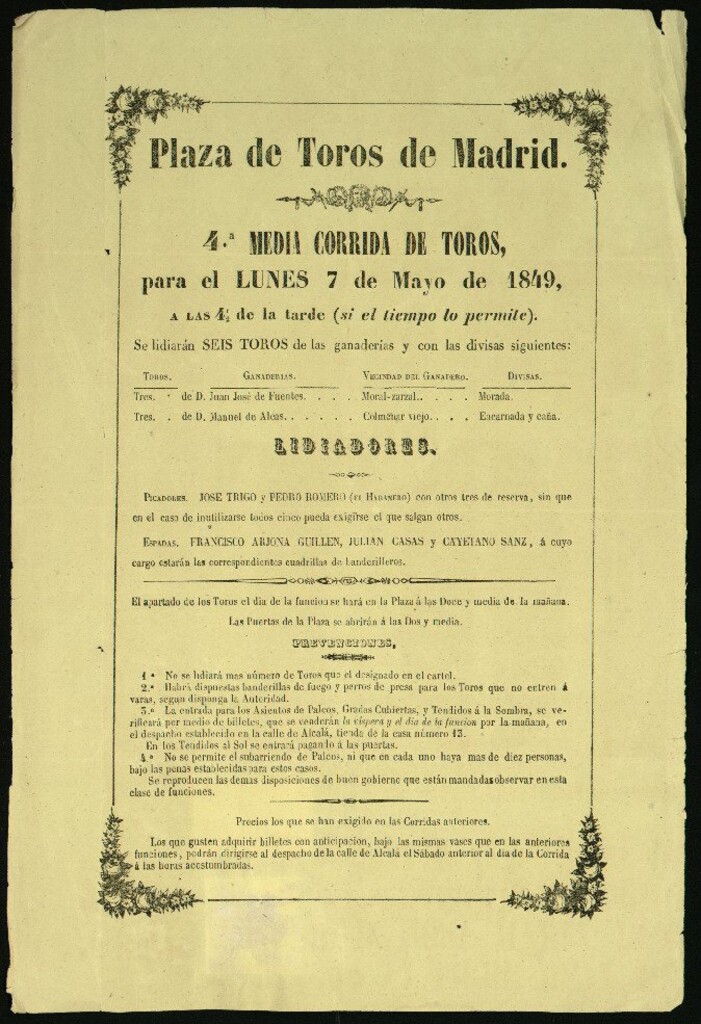 Plaza de Toros de Madrid.
4.ª MEDIA CORRIDA DE TOROS,
para el LUNES 7 de Mayo de 1849,
A LAS 4½ de la tarde (si el tiempo lo permite).
Se lidiarán SEIS TOROS de las ganaderías y con las divisas siguientes:
TOROS. GANADERIAS. VECINDAD DEL GANADERO. DIVISAS.
Tres. . de D. Juan José de Fuentes. . . . Moral-zarzal. . . . Morada.
Tres. . de D. Manuel de Aleas. . . . . . Colmenar viejo. . . . Encarnada y caña.
LIDIADORES.
PICADORES. JOSE TRIGO y PEDRO ROMERO (EL HABANERO) con otros tres de reserva, sin que
en el caso de inutilizarse todos cinco pueda exigirse el que salgan otros.
ESPADAS. FRANCISCO ARJONA GUILLEN, JULIAN CASAS y CAYETANO SANZ, á cuyo
cargo estarán las correspondientes cuadrillas de banderilleros.
El apartado de los Toros el dia de la funcion se hará en la Plaza á las Doce y media de la mañana.
Las Puertas de la Plaza se abrirán á las Dos y media.
PREVENCIONES.
1.ª No se lidiará mas número de Toros que el designado en el cartel.
2.ª Habrá dispuestas banderillas de fuego y perros de presa para los Toros que no entren á
varas, segun disponga la Autoridad.
3.ª La entrada para los Asientos de Palcos, Gradas Cubiertas, y Tendidos á la Sombra, se ve-
rificará por medio de billetes, que se venderán la víspera y el dia de la funcion por la mañana, en
el despacho establecido en la calle de Alcalá, tienda de la casa número 13.
En los Tendidos al Sol se entrará pagando á las puertas.
4.ª No se permite el subarriendo de Palcos, ni que en cada uno haya mas de diez personas,
bajo las penas establecidas para estos casos.
Se reproducen las demas disposiciones de buen gobierno que están mandadas observar en esta
clase de funciones.
Precios los que se han exigido en las Corridas anteriores.
Los que gusten adquirir billetes con anticipacion, bajo las mismas vases que en las anteriores
funciones, podrán dirigirse al despacho de la calle de Alcalá el Sábado anterior al dia de la Corrida
á las horas acostumbradas.